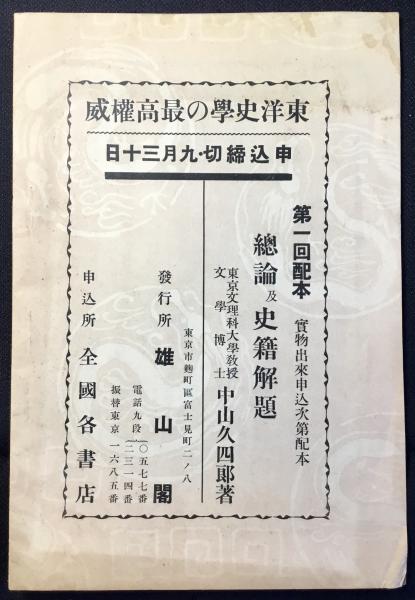 東洋史學の最高權威
申込締切・九月三十日
第一回配本 實物出來申込次第配本
總論及史籍解題
東京文理科大學敎授
文學博士
中山久四郎著
東京市麴町區富士見町二ノ八
發行所 雄山閣
電話九段(〇五七七番
二三一四番
振替東京一六八五番
申込所 全國各書店